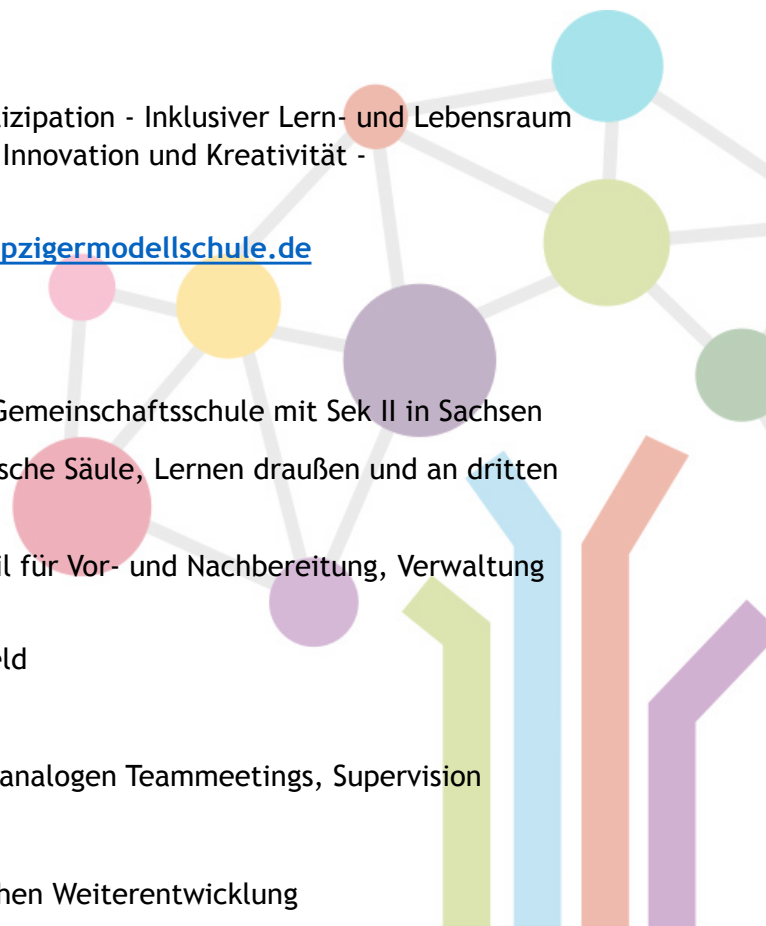 izipation - Inklusiver Lern- und Lebensraum
Innovation und Kreativität -
pzigermodellschule.de
Gemeinschaftsschule mit Sek II in Sachsen
ische Säule, Lernen draußen und an dritten
il für Vor- und Nachbereitung, Verwaltung
eld
analogen Teammeetings, Supervision
hen Weiterentwicklung